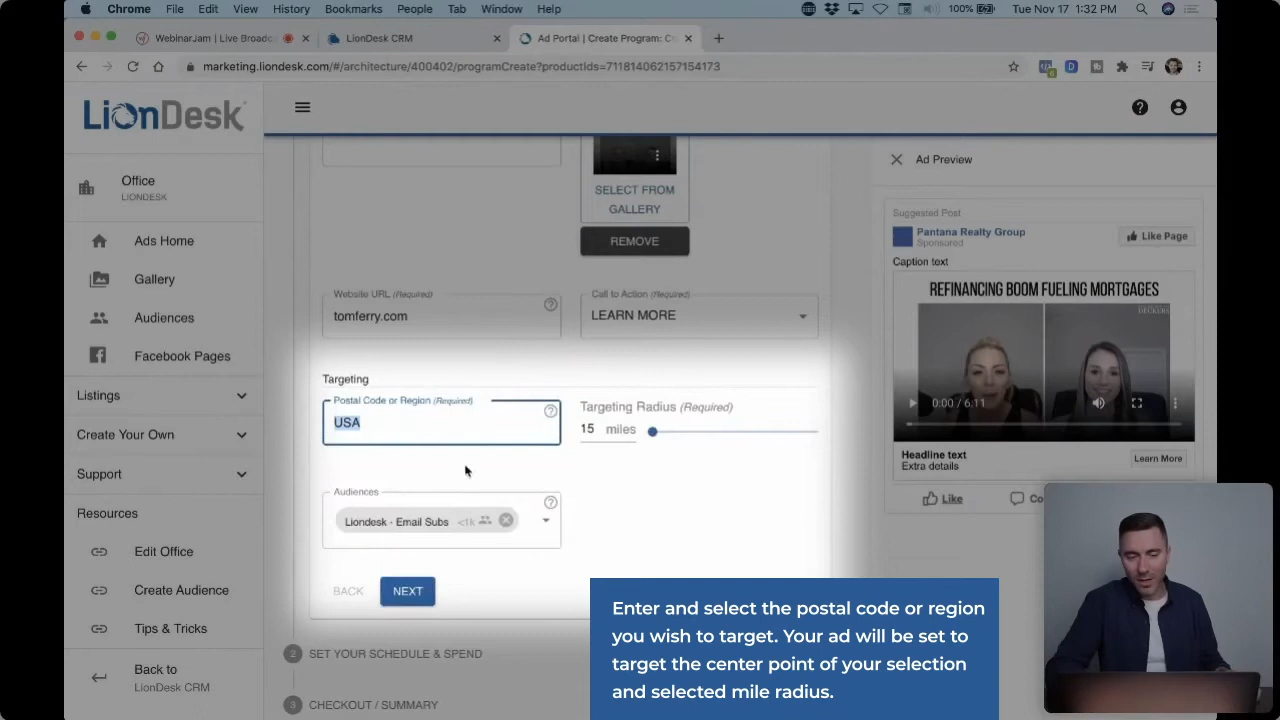 Chrome File Edit View History Bookmarks People Tab Window Help
100% Tue Nov 17 1:32 PM
WebinarJam | Live Broadc
LionDesk CRM
Ad Portal | Create Program: C
marketing.liondesk.com/#/architecture/400402/programCreate?productIds=711814062157154173
LionDesk
Office
LIONDESK
Ads Home
Gallery
Audiences
Facebook Pages
Listings
Create Your Own
Support
Resources
Edit Office
Create Audience
Tips & Tricks
Back to
LionDesk CRM
SELECT FROM
GALLERY
REMOVE
Website URL (Required)
tomferry.com
Call to Action (Required)
LEARN MORE
Targeting
Postal Code or Region (Required)
USA
Targeting Radius (Required)
15 miles
Audiences
Liondesk - Email Subs <1k
BACK NEXT
2 SET YOUR SCHEDULE & SPEND
3 CHECKOUT / SUMMARY
Ad Preview
Suggested Post
Pantana Realty Group
Sponsored
Like Page
Caption text
REFINANCING BOOM FUELING MORTGAGES
DECKERS
0:00 / 6:11
Headline text
Extra details
Learn More
Like
Co
Enter and select the postal code or region
you wish to target. Your ad will be set to
target the center point of your selection
and selected mile radius.